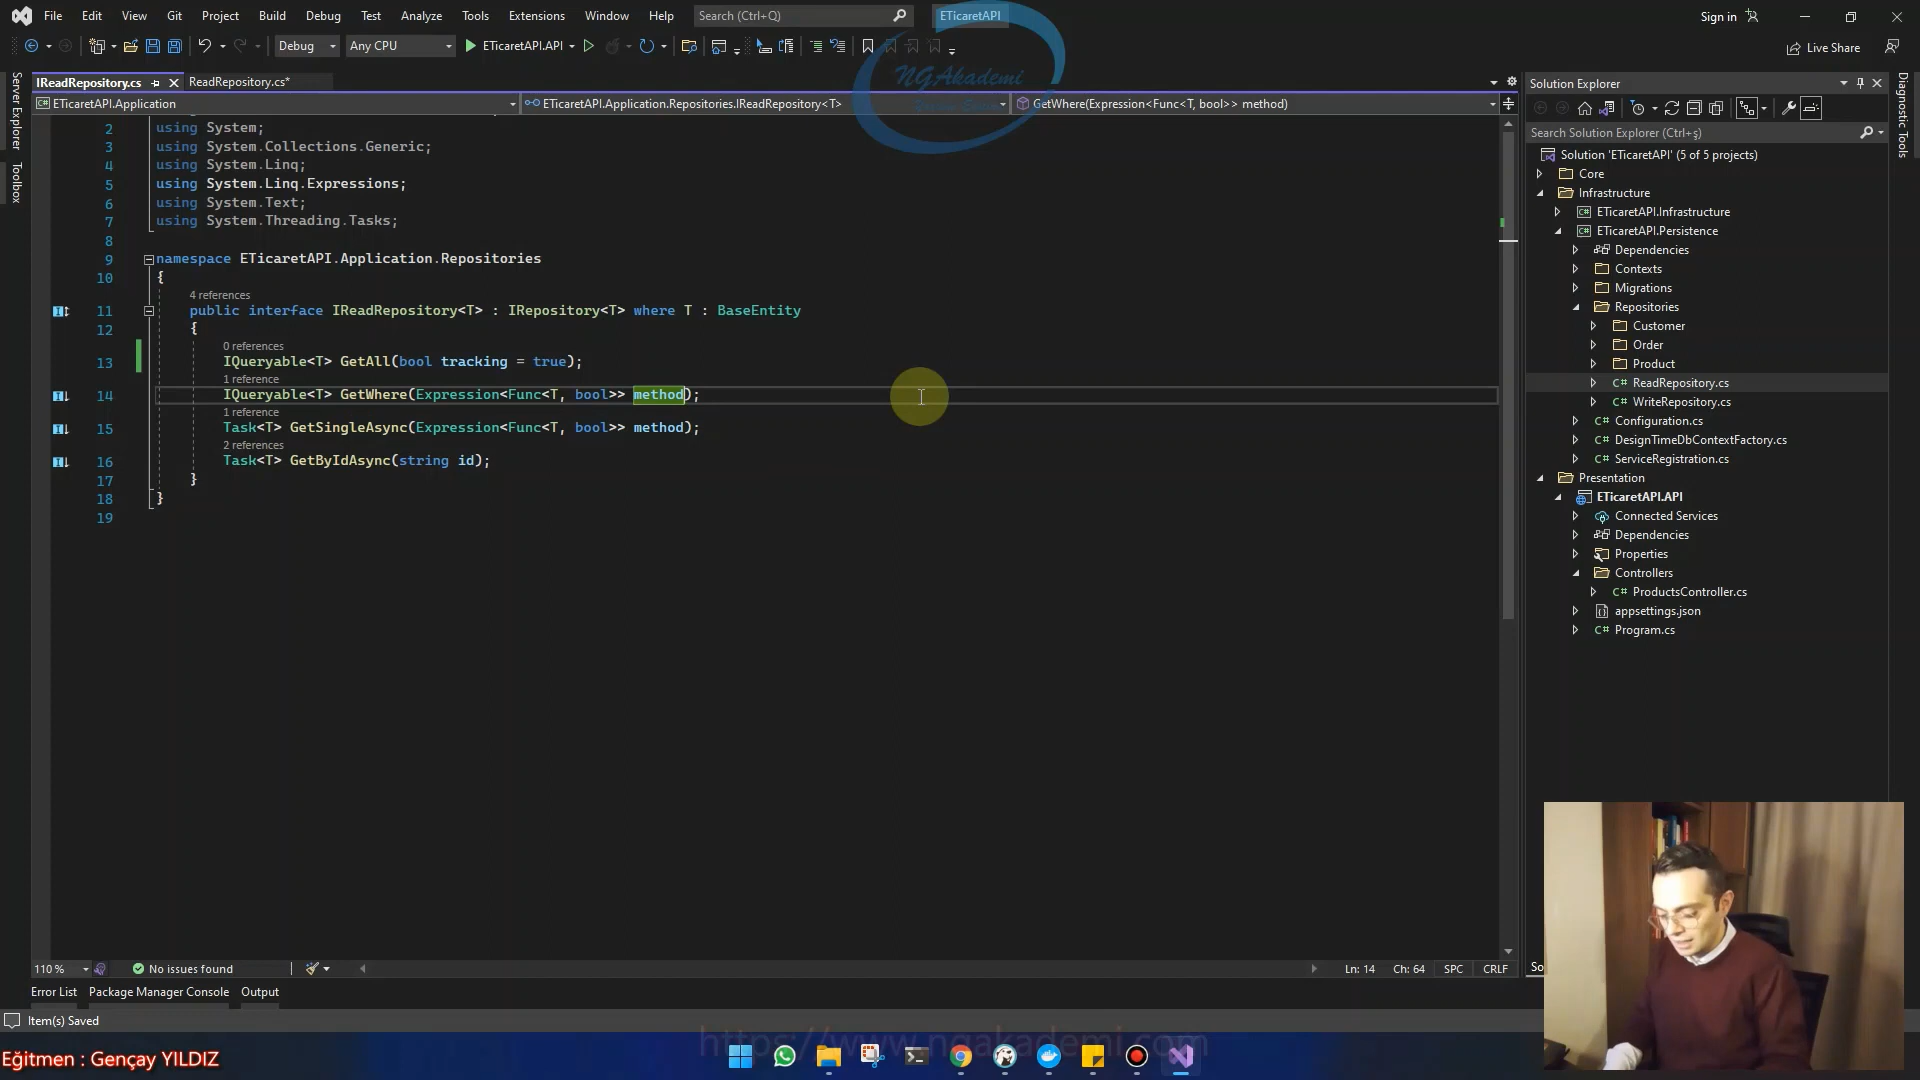 File Edit View Git Project Build Debug Test Analyze Tools Extensions Window Help Search (Ctrl+Q) ETicaretAPI Sign in
Debug Any CPU ETicaretAPI.API Live Share
IReadRepository.cs ReadRepository.cs*
ETicaretAPI.Application ETicaretAPI.Application.Repositories.IReadRepository<T> GetWhere(Expression<Func<T, bool>> method)
NGAkademi
Server Explorer
Toolbox
2 using System;
3 using System.Collections.Generic;
4 using System.Linq;
5 using System.Linq.Expressions;
6 using System.Text;
7 using System.Threading.Tasks;
8
9 namespace ETicaretAPI.Application.Repositories
10 {
4 references
11 public interface IReadRepository<T> : IRepository<T> where T : BaseEntity
12 {
0 references
13 IQueryable<T> GetAll(bool tracking = true);
1 reference
14 IQueryable<T> GetWhere(Expression<Func<T, bool>> method);
1 reference
15 Task<T> GetSingleAsync(Expression<Func<T, bool>> method);
2 references
16 Task<T> GetByIdAsync(string id);
17 }
18 }
19
110 % No issues found Ln: 14 Ch: 64 SPC CRLF
Error List Package Manager Console Output
Item(s) Saved
Solution Explorer
Search Solution Explorer (Ctrl+ş)
Solution 'ETicaretAPI' (5 of 5 projects)
Core
Infrastructure
ETicaretAPI.Infrastructure
ETicaretAPI.Persistence
Dependencies
Contexts
Migrations
Repositories
Customer
Order
Product
C# ReadRepository.cs
C# WriteRepository.cs
C# Configuration.cs
C# DesignTimeDbContextFactory.cs
C# ServiceRegistration.cs
Presentation
ETicaretAPI.API
Connected Services
Dependencies
Properties
Controllers
C# ProductsController.cs
appsettings.json
C# Program.cs
So
Diagnostic Tools
https://www.ngakademi.com
Eğitmen : Gençay YILDIZ